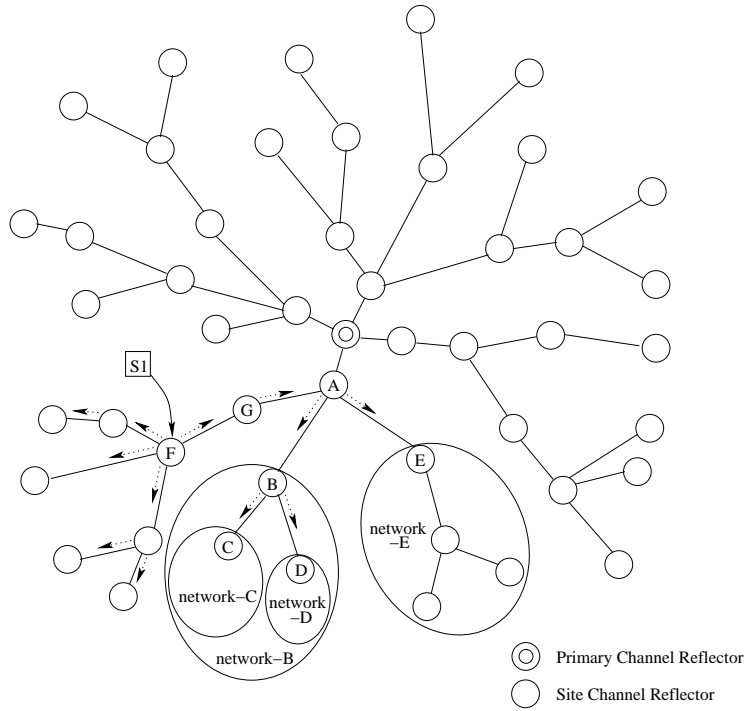 S1
A
G
F
E
B
network
-E
C
D
network-C
network
-D
network-B
Primary Channel Reflector
Site Channel Reflector